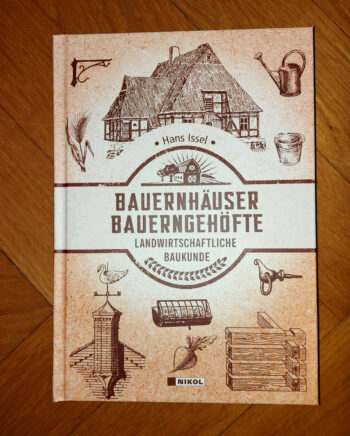 • Hans Issel •
BAUERNHÄUSER
BAUERNGEHÖFTE
LANDWIRTSCHAFTLICHE
BAUKUNDE
NIKOL